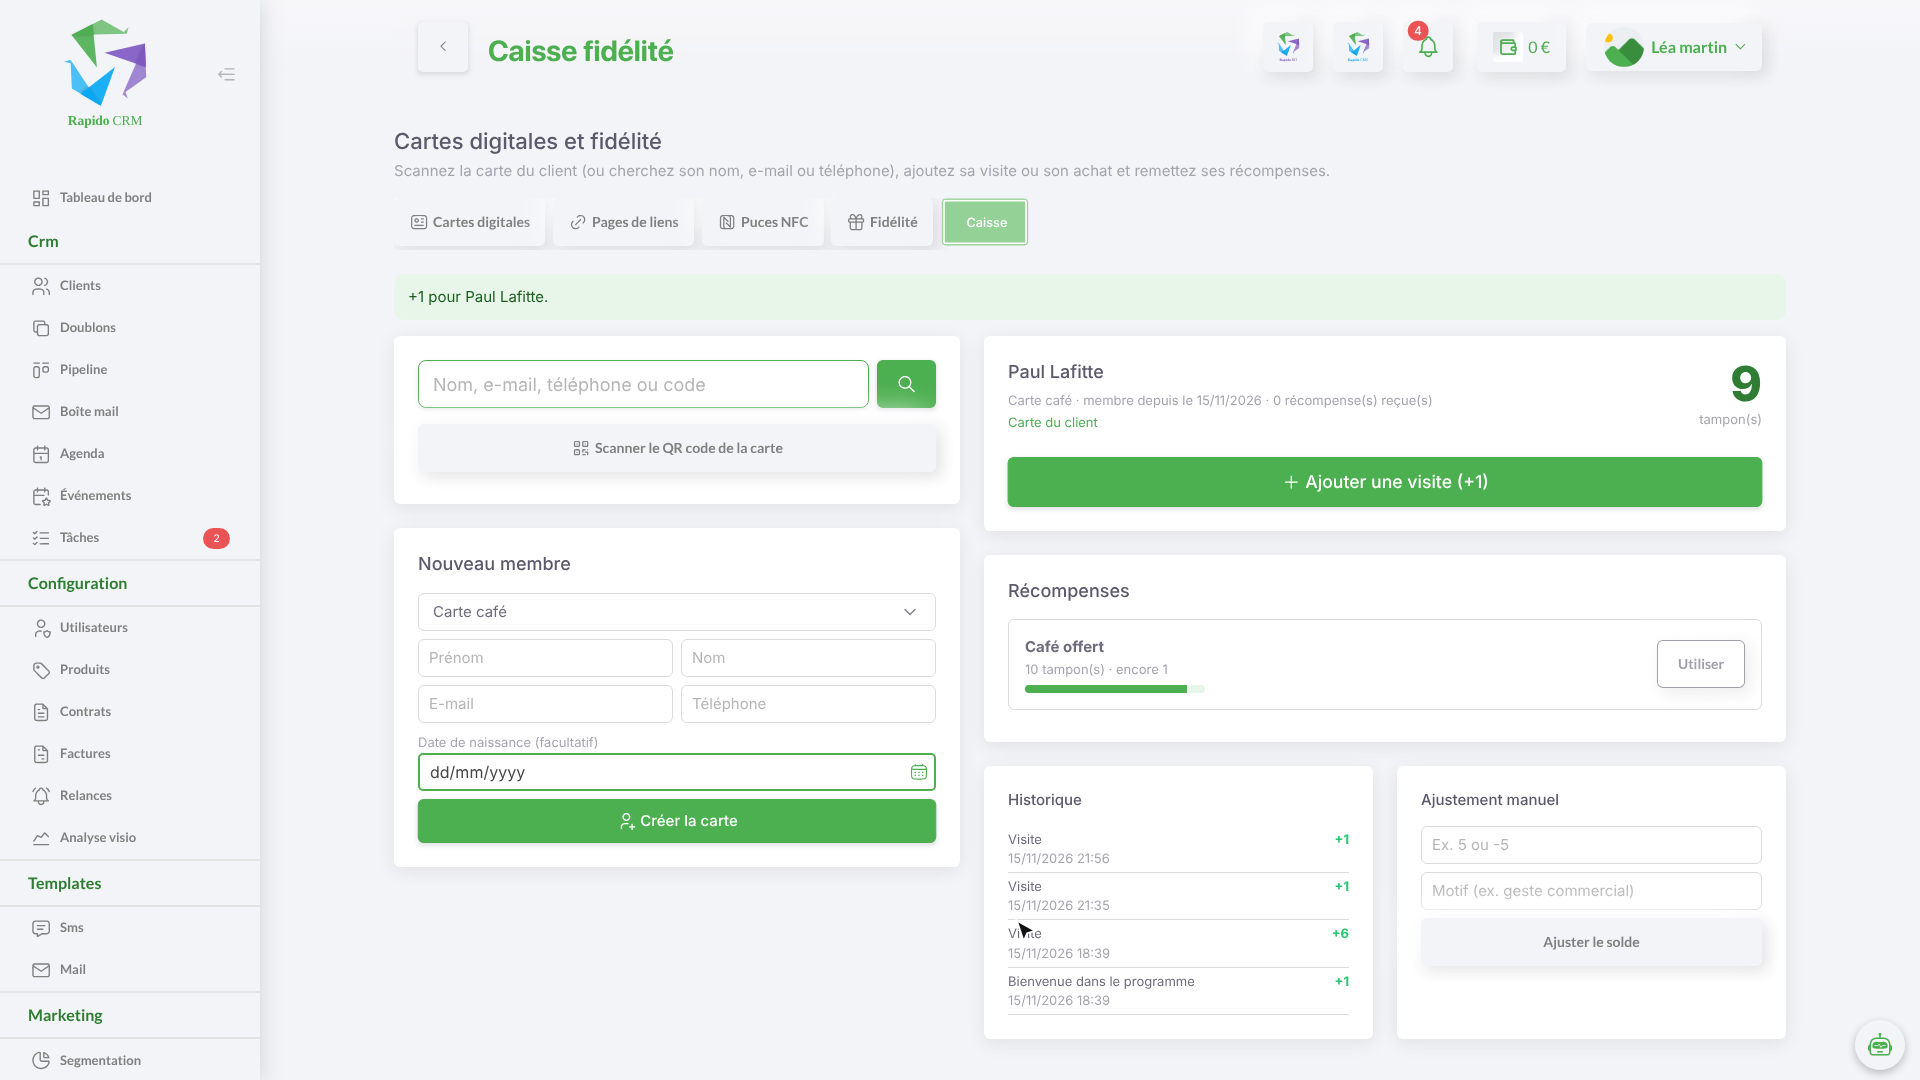 Rapido CRM
Tableau de bord
Crm
Clients
Doublons
Pipeline
Boîte mail
Agenda
Événements
Tâches
2
Configuration
Utilisateurs
Produits
Contrats
Factures
Relances
Analyse visio
Templates
Sms
Mail
Marketing
Segmentation
Caisse fidélité
4
0 €
Léa martin
Cartes digitales et fidélité
Scannez la carte du client (ou cherchez son nom, e-mail ou téléphone), ajoutez sa visite ou son achat et remettez ses récompenses.
Cartes digitales
Pages de liens
Puces NFC
Fidélité
Caisse
+1 pour Paul Lafitte.
Nom, e-mail, téléphone ou code
Scanner le QR code de la carte
Nouveau membre
Carte café
Prénom
Nom
E-mail
Téléphone
Date de naissance (facultatif)
dd/mm/yyyy
Créer la carte
Paul Lafitte
Carte café · membre depuis le 15/11/2026 · 0 récompense(s) reçue(s)
Carte du client
9
tampon(s)
Ajouter une visite (+1)
Récompenses
Café offert
10 tampon(s) · encore 1
Utiliser
Historique
Visite +1
15/11/2026 21:56
Visite +1
15/11/2026 21:35
Visite +6
15/11/2026 18:39
Bienvenue dans le programme +1
15/11/2026 18:39
Ajustement manuel
Ex. 5 ou -5
Motif (ex. geste commercial)
Ajuster le solde